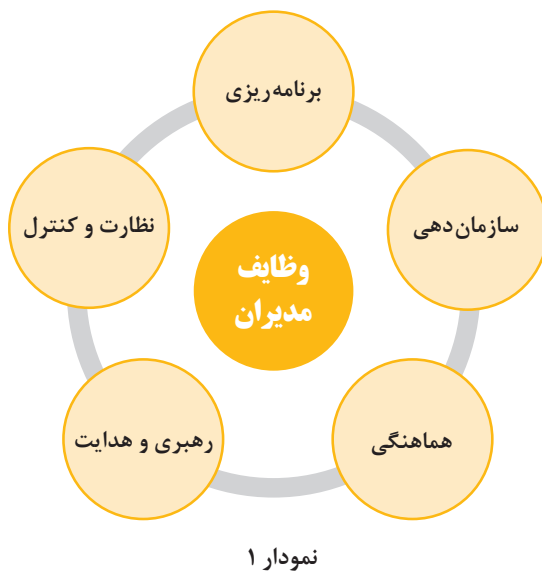 برنامه‌ریزی
سازمان‌دهی
هماهنگی
رهبری و هدایت
نظارت و کنترل
وظایف
مدیران
نمودار ۱